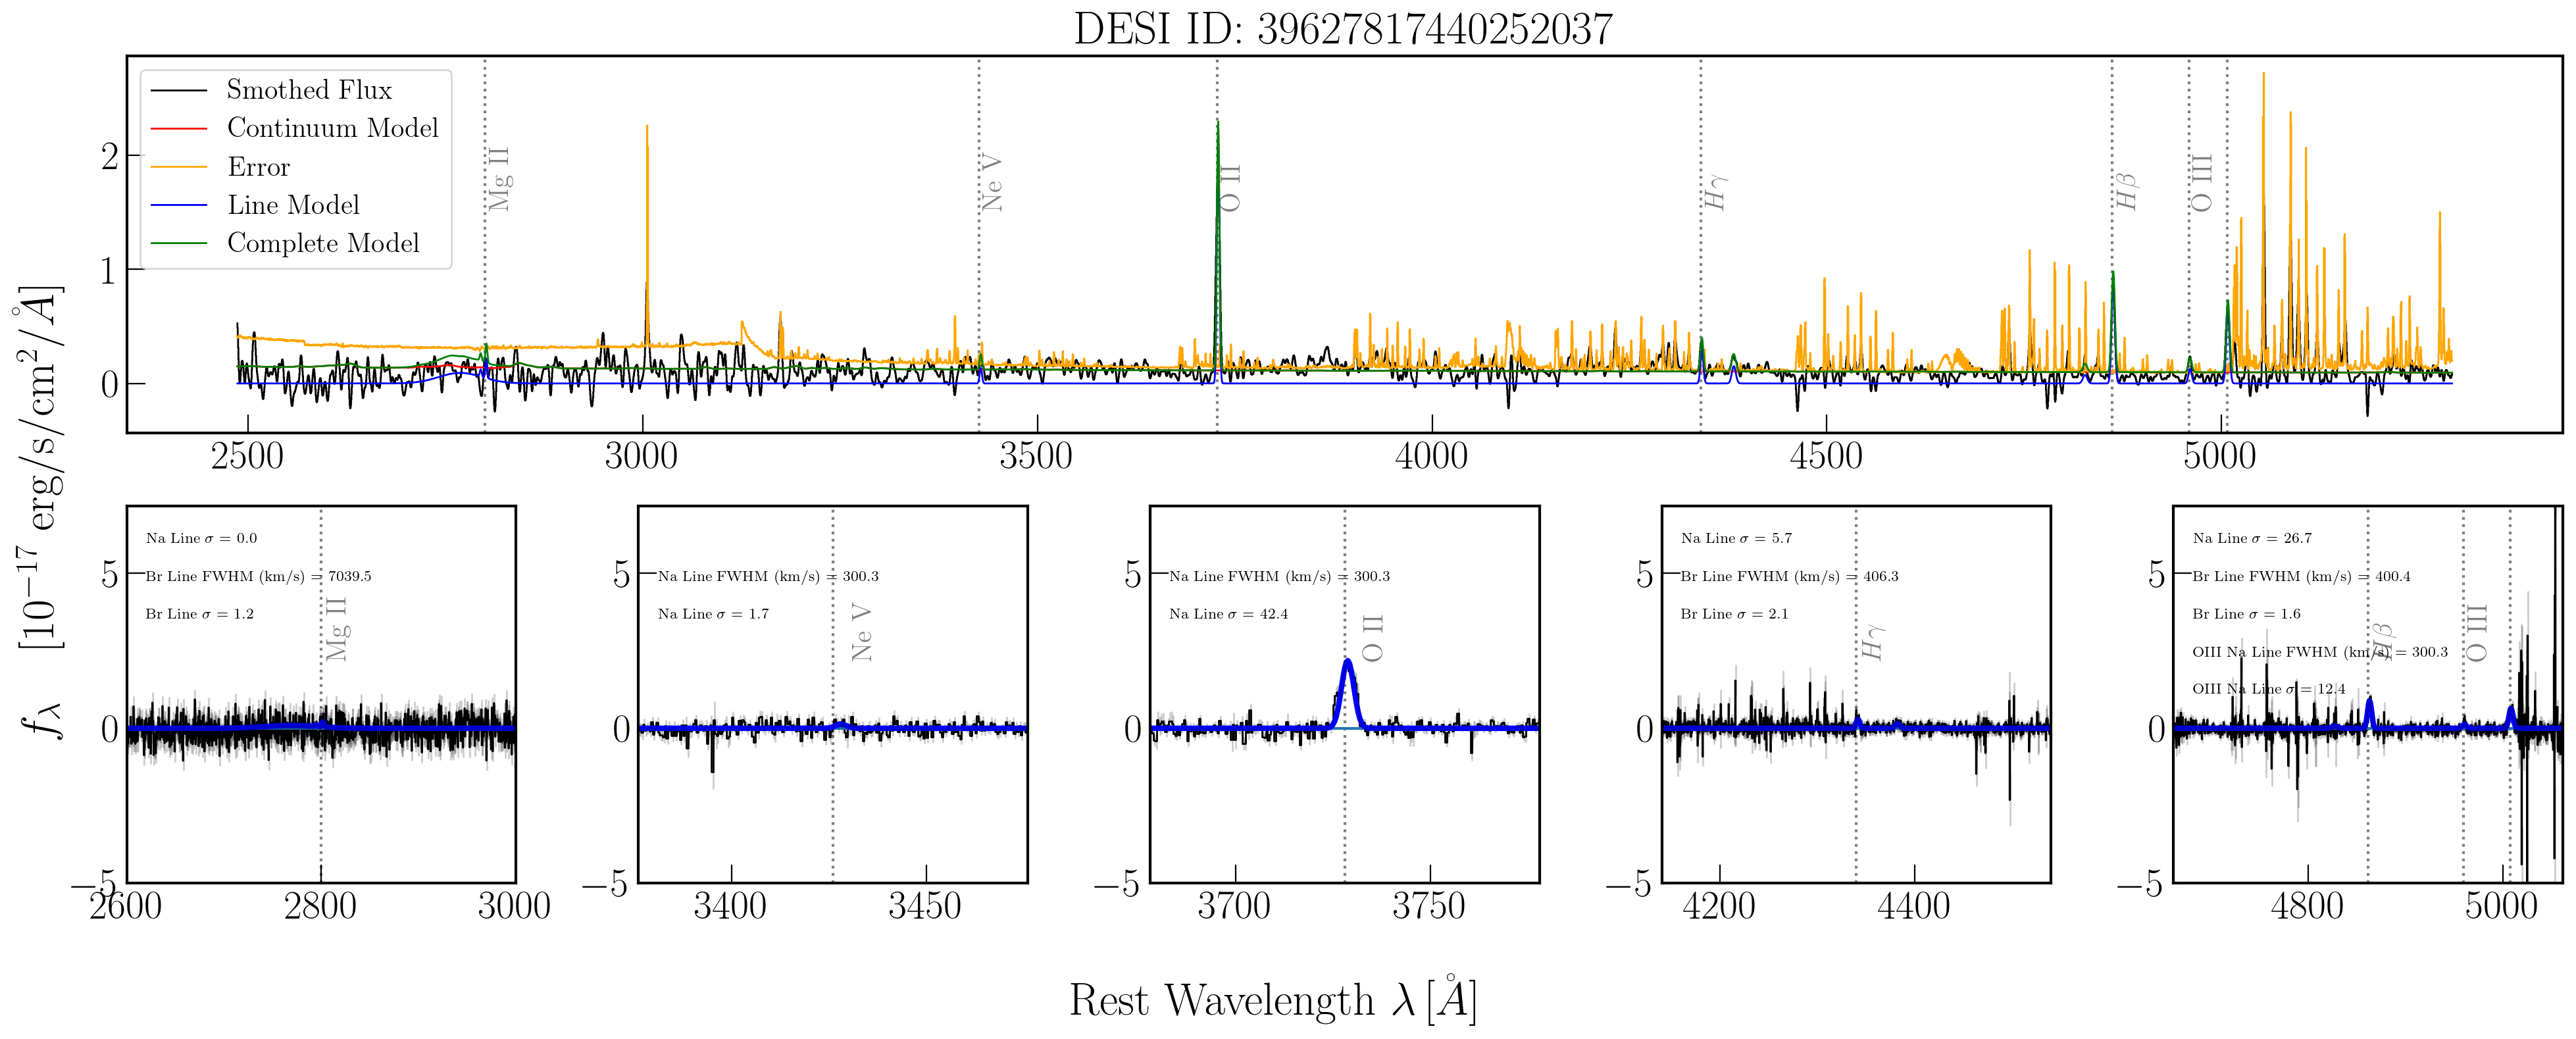 DESI ID: 39627817440252037
Smothed Flux
Continuum Model
Error
Line Model
Complete Model
Mg II
Ne V
O II
Hγ
Hβ
O III
2
1
0
2500 3000 3500 4000 4500 5000
f_λ [10^{-17} erg/s/cm^2/Å]
Na Line σ = 0.0
Br Line FWHM (km/s) = 7039.5
Br Line σ = 1.2
Mg II
5
0
−5
2600 2800 3000
Na Line FWHM (km/s) = 300.3
Na Line σ = 1.7
Ne V
5
0
−5
3400 3450
Na Line FWHM (km/s) = 300.3
Na Line σ = 42.4
O II
5
0
−5
3700 3750
Na Line σ = 5.7
Br Line FWHM (km/s) = 406.3
Br Line σ = 2.1
Hγ
5
0
−5
4200 4400
Na Line σ = 26.7
Br Line FWHM (km/s) = 400.4
Br Line σ = 1.6
OIII Na Line FWHM (km/s) = 300.3
OIII Na Line σ = 12.4
Hβ
O III
5
0
−5
4800 5000
Rest Wavelength λ [Å]